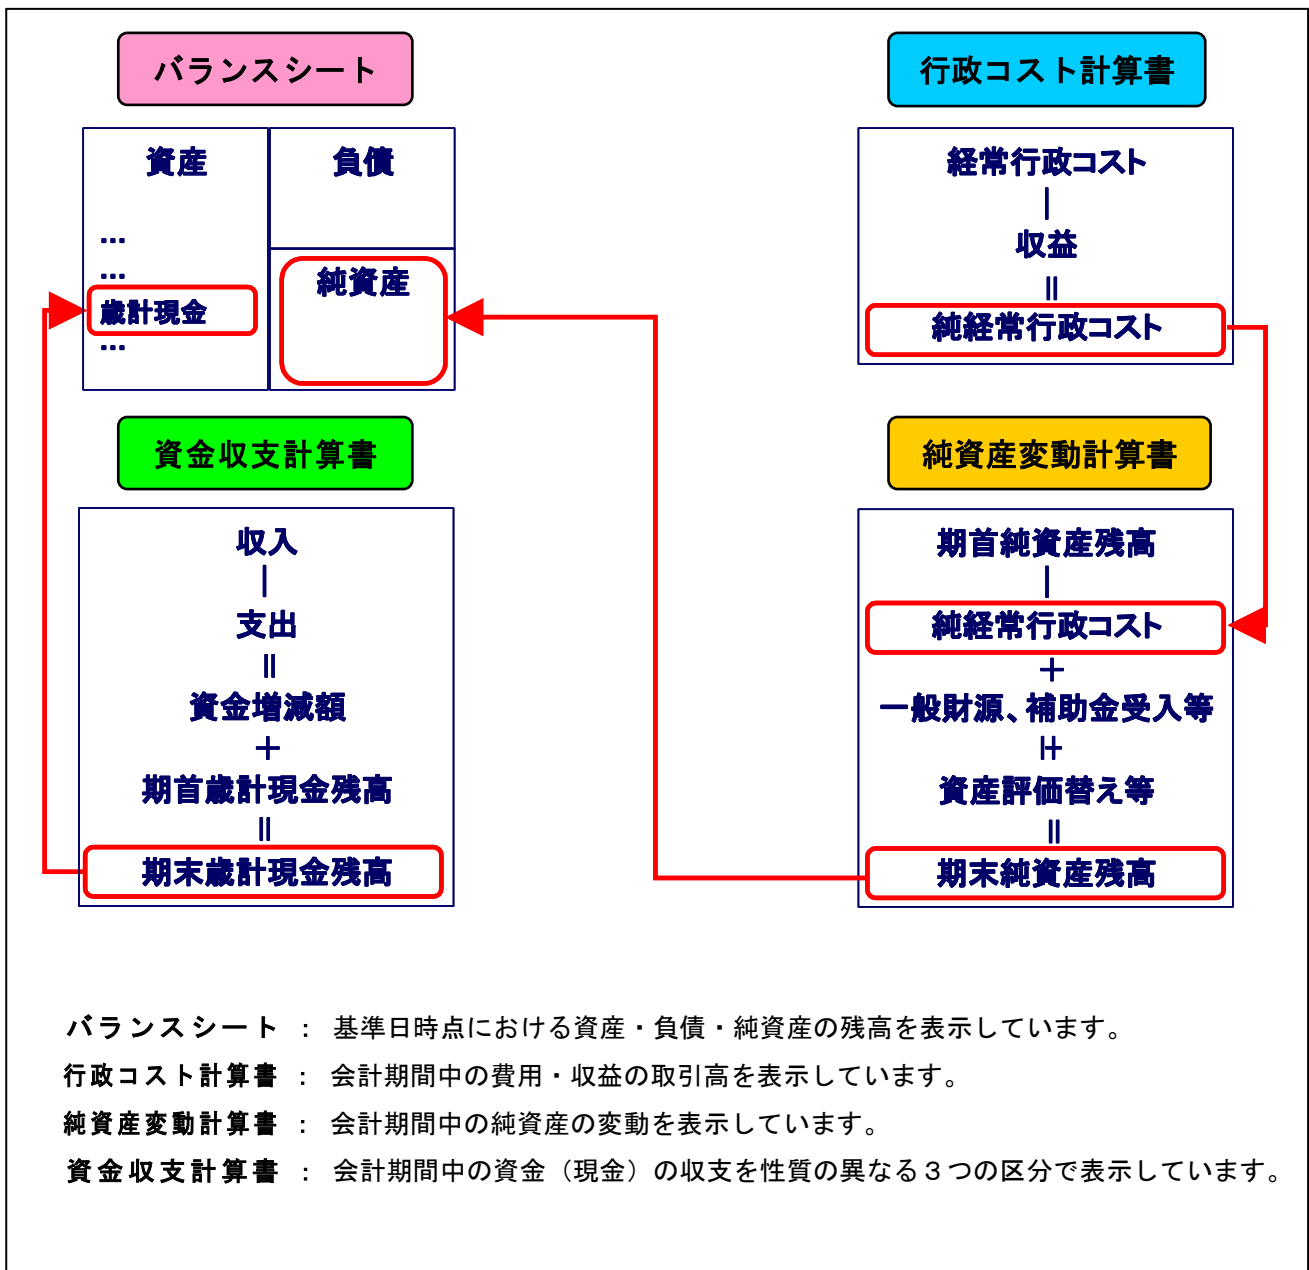 バランスシート
資産
負債
…
…
歳計現金
…
純資産
行政コスト計算書
経常行政コスト
｜
収益
॥
純経常行政コスト
資金収支計算書
収入
｜
支出
॥
資金増減額
＋
期首歳計現金残高
॥
期末歳計現金残高
純資産変動計算書
期首純資産残高
｜
純経常行政コスト
＋
一般財源、補助金受入等
＋
資産評価替え等
॥
期末純資産残高
バランスシート ： 基準日時点における資産・負債・純資産の残高を表示しています。
行政コスト計算書 ： 会計期間中の費用・収益の取引高を表示しています。
純資産変動計算書 ： 会計期間中の純資産の変動を表示しています。
資金収支計算書 ： 会計期間中の資金（現金）の収支を性質の異なる３つの区分で表示しています。